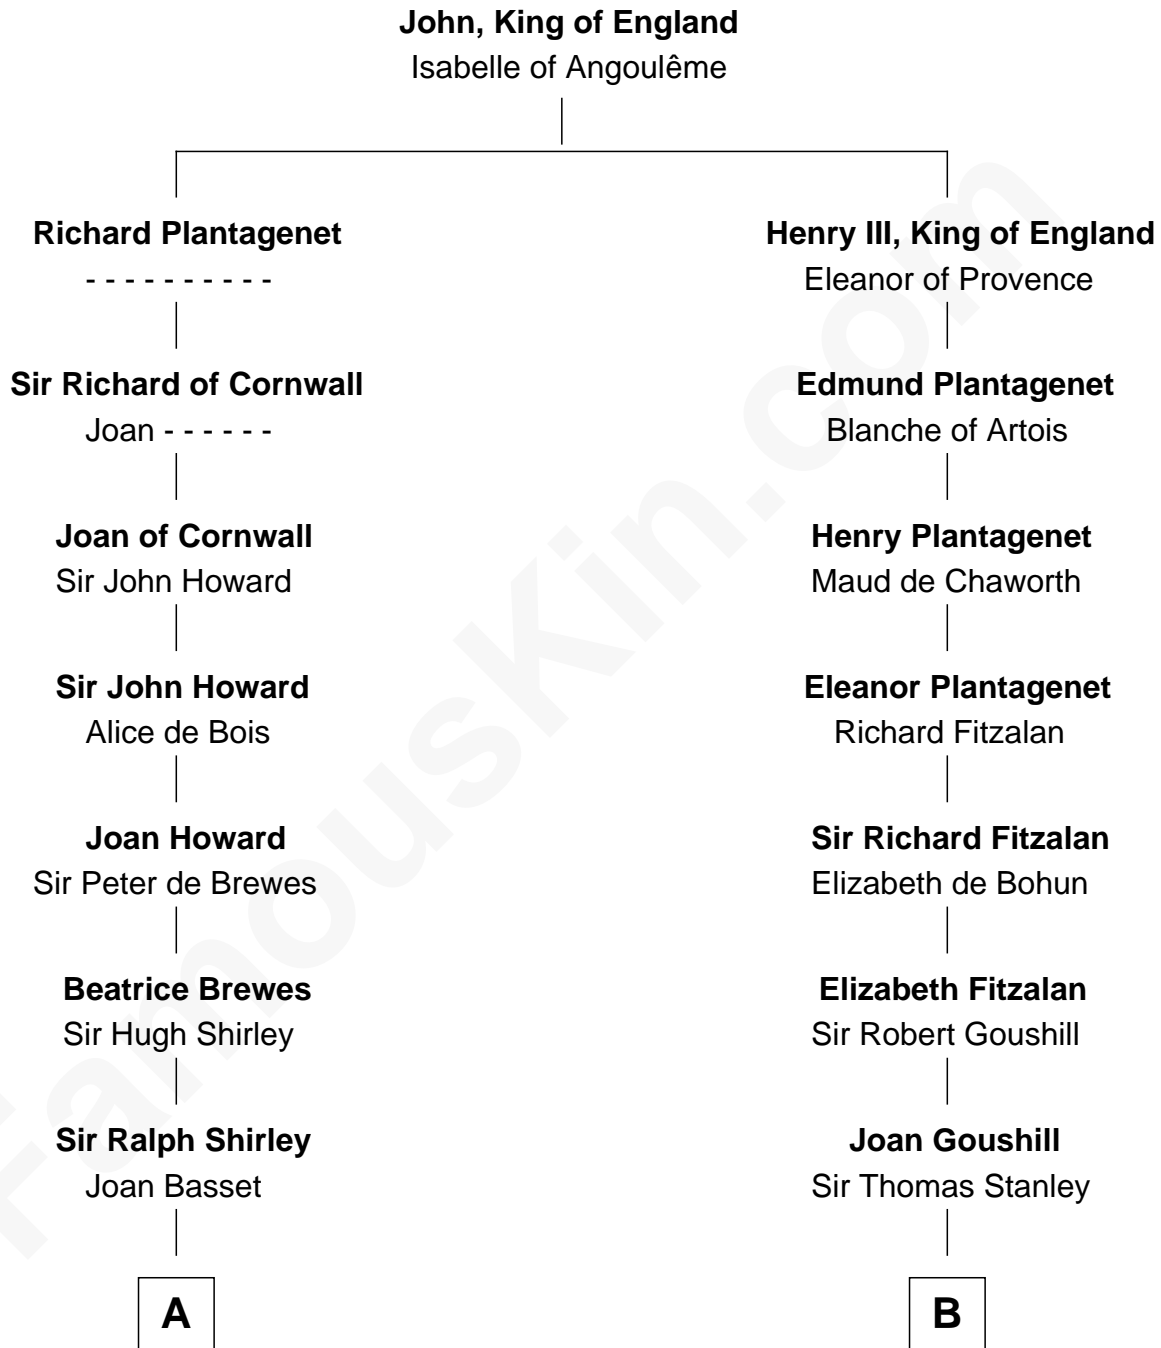 John, King of England
Isabelle of Angoulême
Richard Plantagenet
- - - - - - - - - -
Sir Richard of Cornwall
Joan - - - - - -
Joan of Cornwall
Sir John Howard
Sir John Howard
Alice de Bois
Joan Howard
Sir Peter de Brewes
Beatrice Brewes
Sir Hugh Shirley
Sir Ralph Shirley
Joan Basset
A
Henry III, King of England
Eleanor of Provence
Edmund Plantagenet
Blanche of Artois
Henry Plantagenet
Maud de Chaworth
Eleanor Plantagenet
Richard Fitzalan
Sir Richard Fitzalan
Elizabeth de Bohun
Elizabeth Fitzalan
Sir Robert Goushill
Joan Goushill
Sir Thomas Stanley
B
FamousKin.com